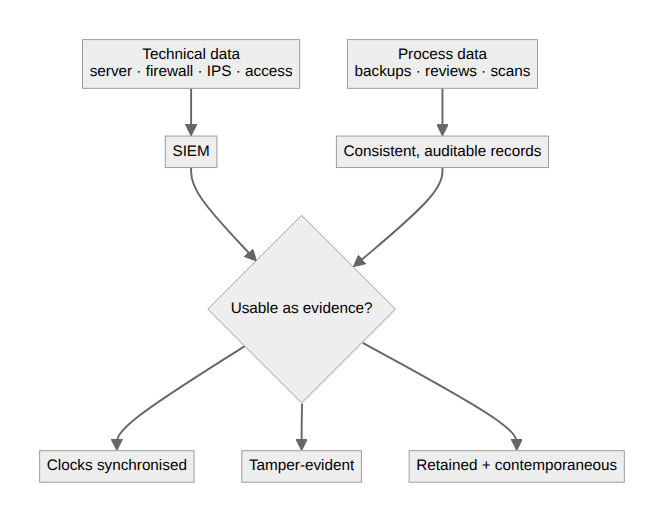 Technical data
server · firewall · IPS · access
Process data
backups · reviews · scans
SIEM
Consistent, auditable records
Usable as evidence?
Clocks synchronised
Tamper-evident
Retained + contemporaneous